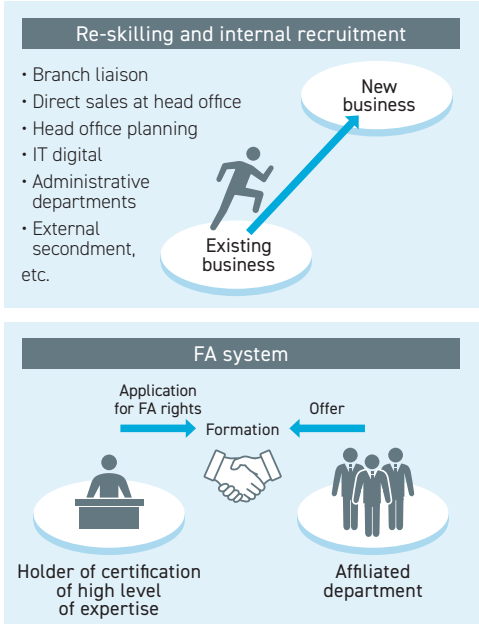 Re-skilling and internal recruitment
・Branch liaison
・Direct sales at head office
・Head office planning
・IT digital
・Administrative
departments
・External
secondment,
etc.
New
business
Existing
business
FA system
Application
for FA rights
Formation
Offer
Holder of certification
of high level
of expertise
Affiliated
department